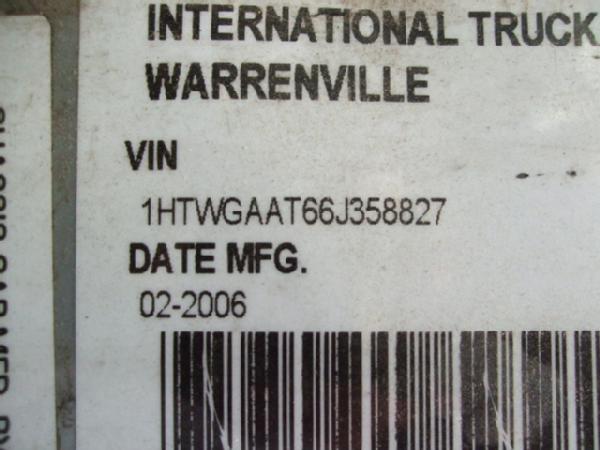 INTERNATIONAL TRUCK
WARRENVILLE
VIN
1HTWGAAT66J358827
DATE MFG.
02-2006